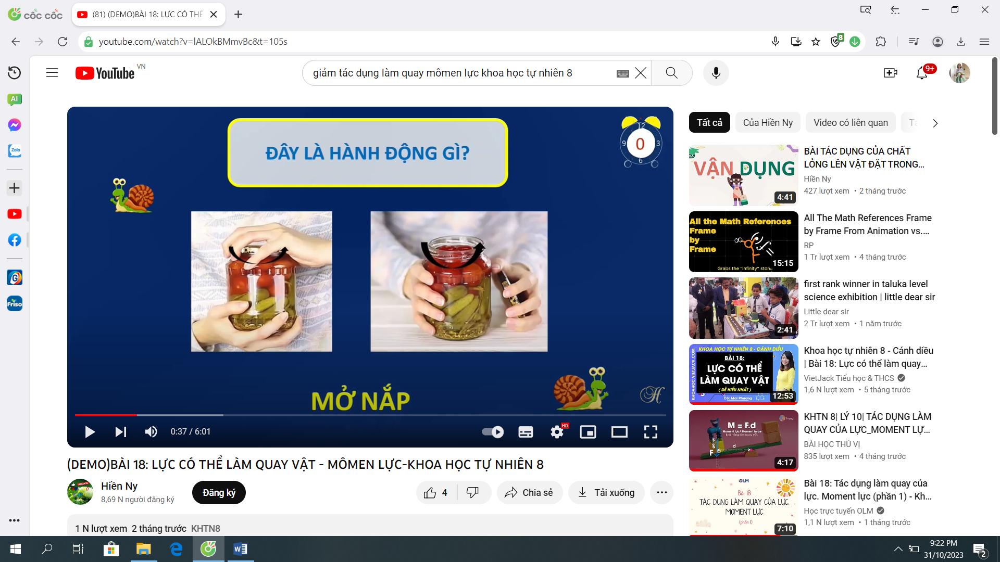 cốc cốc
(81) (DEMO)BÀI 18: LỰC CÓ THỂ
youtube.com/watch?v=lALOkBMmvBc&t=105s
8
AI
Zalo
Friso
YouTube VN
giảm tác dụng làm quay mômen lực khoa học tự nhiên 8
9+
ĐÂY LÀ HÀNH ĐỘNG GÌ?
12
9 0 3
6
MỞ NẮP
H
0:37 / 6:01
HD
(DEMO)BÀI 18: LỰC CÓ THỂ LÀM QUAY VẬT - MÔMEN LỰC-KHOA HỌC TỰ NHIÊN 8
Hiền Ny
8,69 N người đăng ký
Đăng ký
4
Chia sẻ
Tải xuống
1 N lượt xem 2 tháng trước KHTN8
Tất cả
Của Hiền Ny
Video có liên quan
VẬN DỤNG
4:41
BÀI TÁC DỤNG CỦA CHẤT
LỎNG LÊN VẬT ĐẶT TRONG...
Hiền Ny
427 lượt xem • 2 tháng trước
All the Math References
Frame
by
Frame
Grabs the "infinity" stone
15:15
All The Math References Frame
by Frame From Animation vs....
RP
1 Tr lượt xem • 4 tháng trước
2:41
first rank winner in taluka level
science exhibition | little dear sir
Little dear sir
2 Tr lượt xem • 1 năm trước
KHOA HỌC TỰ NHIÊN 8 - CÁNH DIỀU
KHOAHOC.VIETJACK.COM
BÀI 18:
LỰC CÓ THỂ
LÀM QUAY VẬT
( DỄ HIỂU NHẤT )
Cô: Mai Phương
12:53
Khoa học tự nhiên 8 - Cánh diều
| Bài 18: Lực có thể làm quay...
VietJack Tiểu học & THCS
1,6 N lượt xem • 5 tháng trước
M = F.d
Moment lực/ Moment force
khả năng làm quay vật
d
F
4:17
KHTN 8| LÝ 10| TÁC DỤNG LÀM
QUAY CỦA LỰC_MOMENT LỰ...
BÀI HỌC THÚ VỊ
835 lượt xem • 4 tháng trước
OLM
Bài 18
TÁC DỤNG LÀM QUAY CỦA LỰC.
MOMENT LỰC
(phần 1)
7:10
Bài 18: Tác dụng làm quay của
lực. Moment lực (phần 1) - Kh...
Học trực tuyến OLM
1,1 N lượt xem • 1 tháng trước
9:22 PM
31/10/2023
2